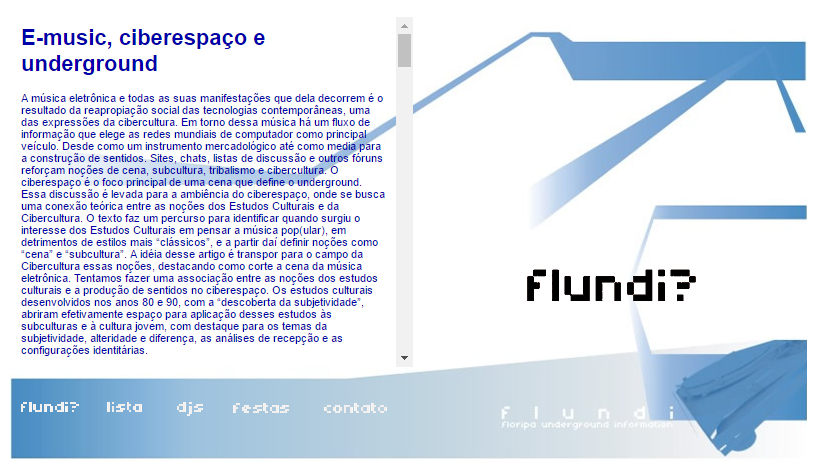 E-music, ciberespaço e
underground
A música eletrônica e todas as suas manifestações que dela decorrem é o
resultado da reapropiação social das tecnologias contemporâneas, uma
das expressões da cibercultura. Em torno dessa música há um fluxo de
informação que elege as redes mundiais de computador como principal
veículo. Desde como um instrumento mercadológico até como media para
a construção de sentidos. Sites, chats, listas de discussão e outros fóruns
reforçam noções de cena, subcultura, tribalismo e cibercultura. O
ciberespaço é o foco principal de uma cena que define o underground.
Essa discussão é levada para a ambiência do ciberespaço, onde se busca
uma conexão teórica entre as noções dos Estudos Culturais e da
Cibercultura. O texto faz um percurso para identificar quando surgiu o
interesse dos Estudos Culturais em pensar a música pop(ular), em
detrimentos de estilos mais “clássicos”, e a partir daí definir noções como
“cena” e “subcultura”. A idéia desse artigo é transpor para o campo da
Cibercultura essas noções, destacando como corte a cena da música
eletrônica. Tentamos fazer uma associação entre as noções dos estudos
culturais e a produção de sentidos no ciberespaço. Os estudos culturais
desenvolvidos nos anos 80 e 90, com a “descoberta da subjetividade”,
abriram efetivamente espaço para aplicação desses estudos às
subculturas e à cultura jovem, com destaque para os temas da
subjetividade, alteridade e diferença, as análises de recepção e as
configurações identitárias.
flundi?
flundi? lista djs festas contato
flundi
floripa underground information